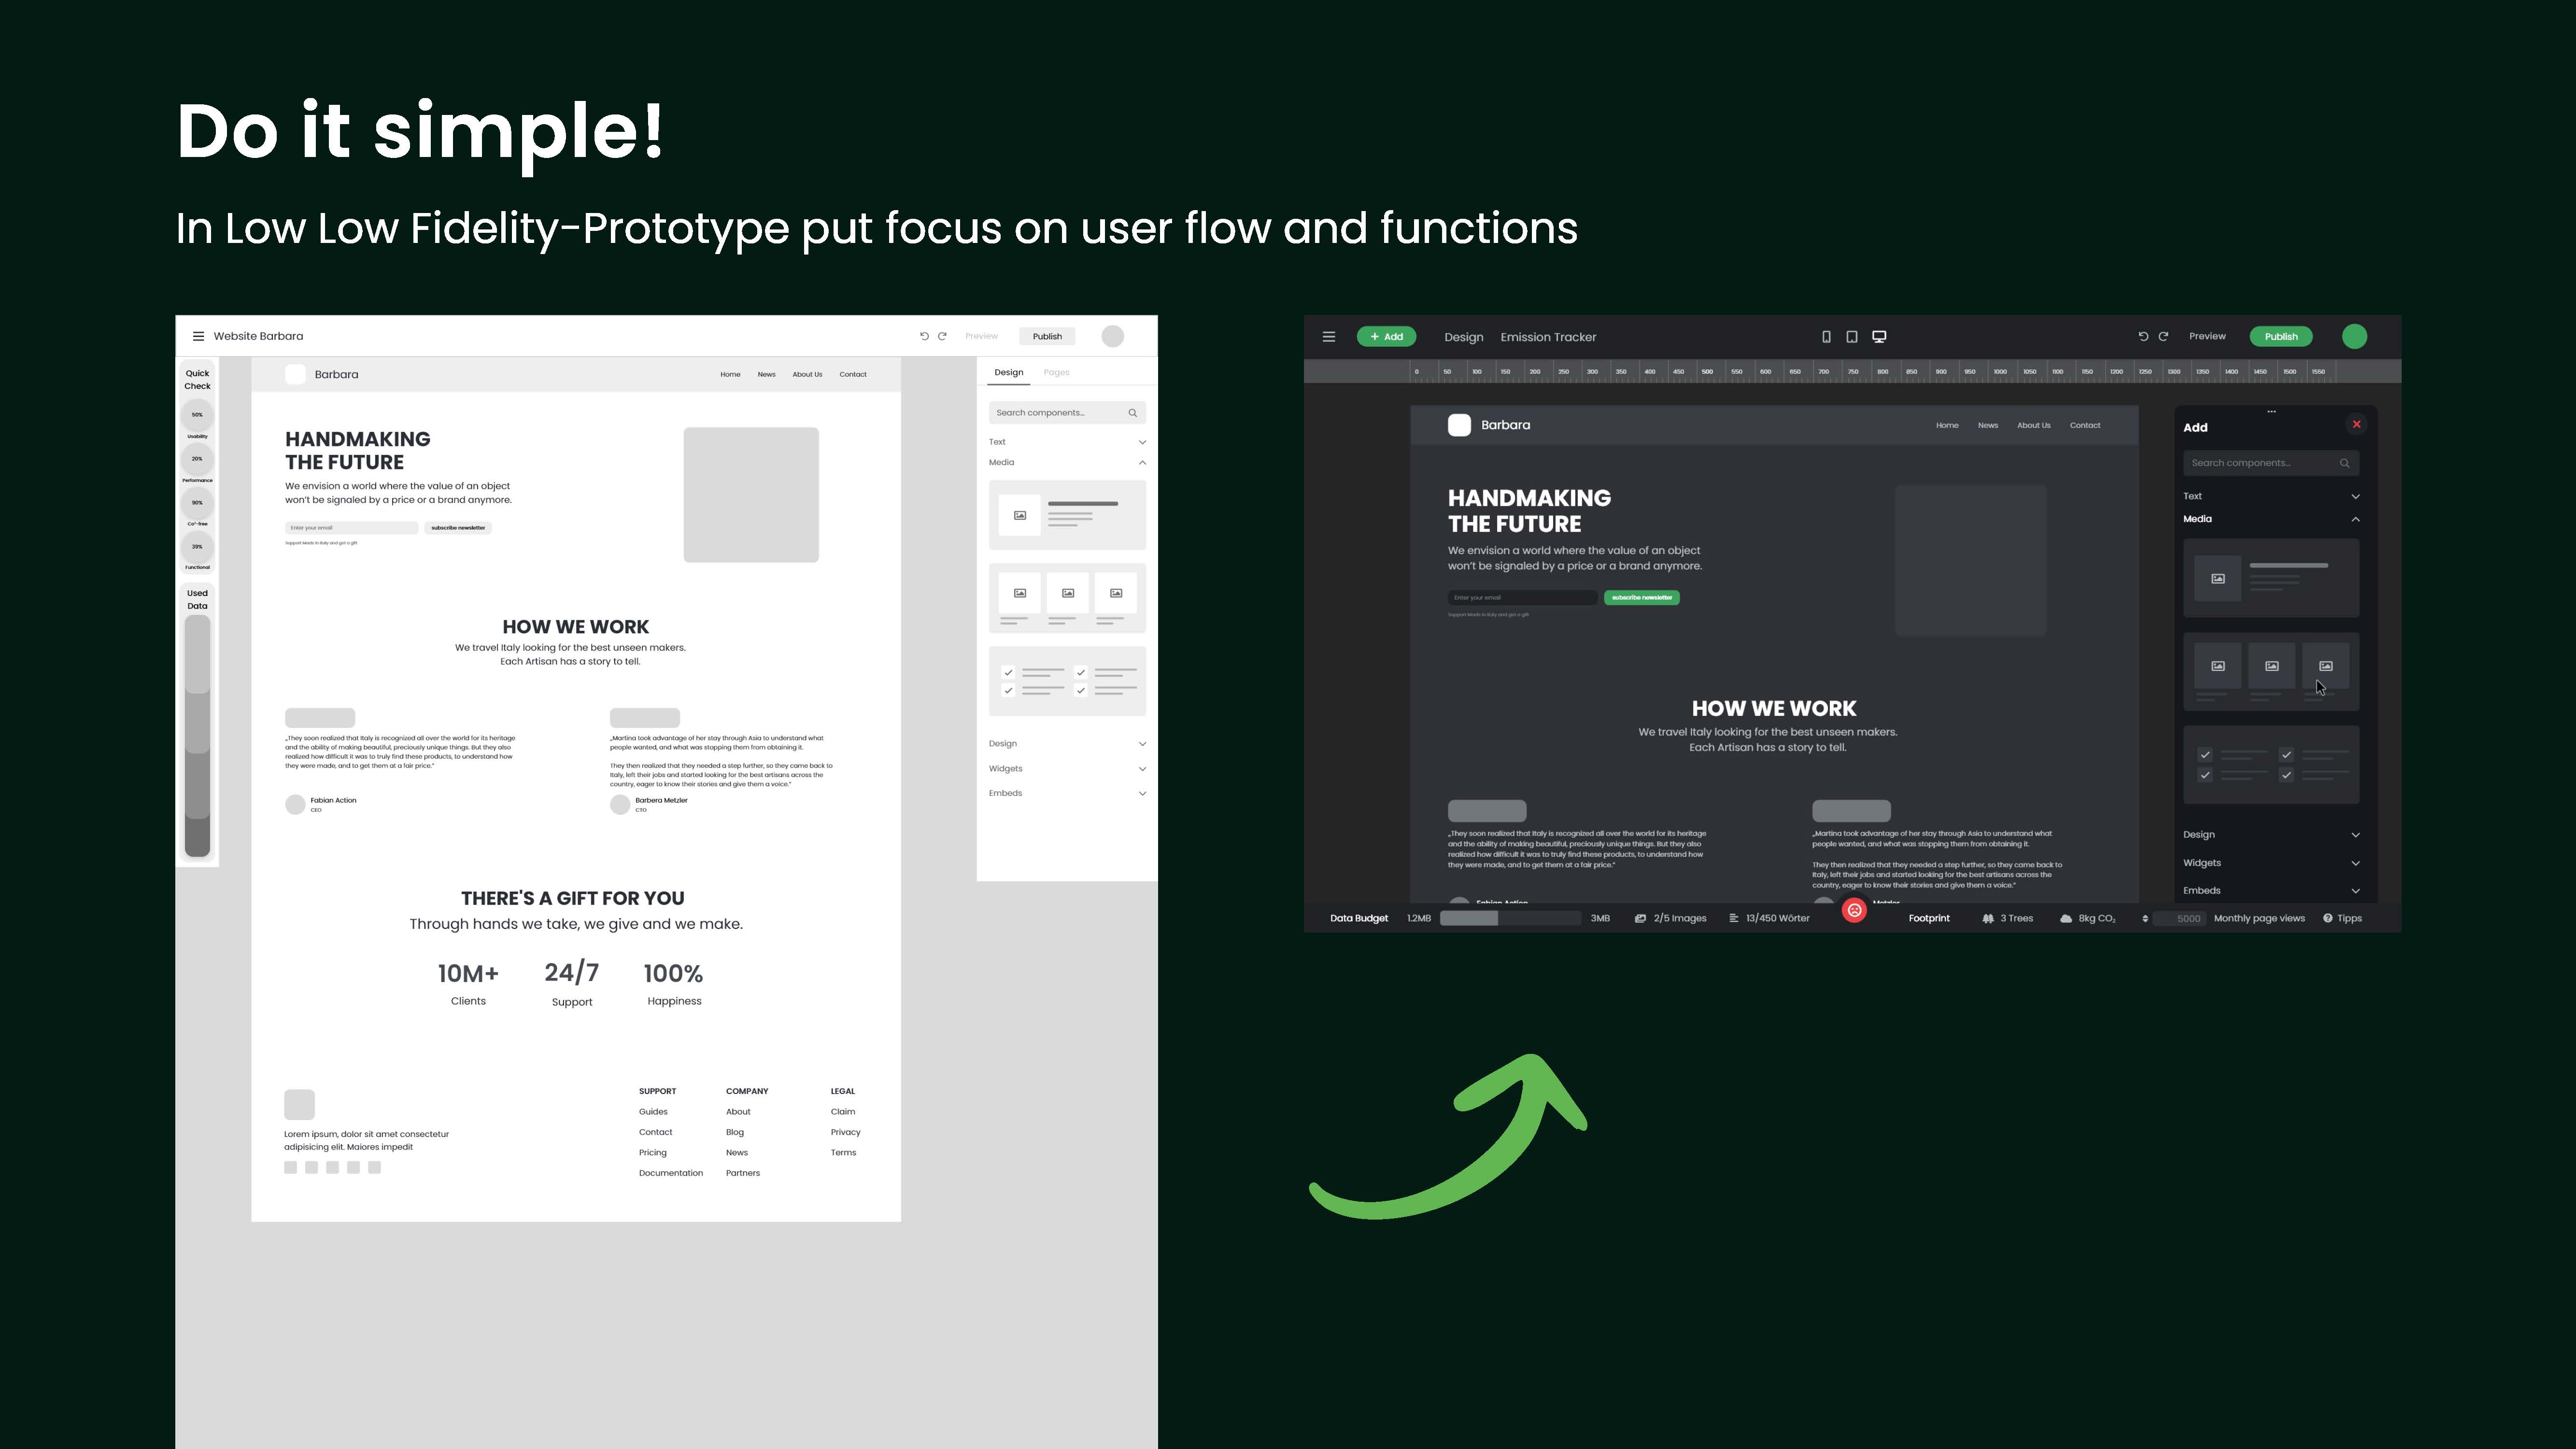 Do it simple!
In Low Low Fidelity-Prototype put focus on user flow and functions
Website Barbara
Preview
Publish
Quick
Check
50%
Usability
20%
Performance
90%
Co²-free
39%
Functional
Used
Data
Barbara
Home News About Us Contact
HANDMAKING
THE FUTURE
We envision a world where the value of an object
won't be signaled by a price or a brand anymore.
Enter your email
subscribe newsletter
Support Made in Italy and get a gift
HOW WE WORK
We travel Italy looking for the best unseen makers.
Each Artisan has a story to tell.
„They soon realized that Italy is recognized all over the world for its heritage
and the ability of making beautiful, preciously unique things. But they also
realized how difficult it was to truly find these products, to understand how
they were made, and to get them at a fair price."
Fabian Action
CEO
„Martina took advantage of her stay through Asia to understand what
people wanted, and what was stopping them from obtaining it.
They then realized that they needed a step further, so they came back to
Italy, left their jobs and started looking for the best artisans across the
country, eager to know their stories and give them a voice."
Barbera Metzler
CTO
THERE'S A GIFT FOR YOU
Through hands we take, we give and we make.
10M+ 24/7 100%
Clients Support Happiness
Lorem ipsum, dolor sit amet consectetur
adipisicing elit. Maiores impedit
SUPPORT
Guides
Contact
Pricing
Documentation
COMPANY
About
Blog
News
Partners
LEGAL
Claim
Privacy
Terms
Design Pages
Search components...
Text
Media
Design
Widgets
Embeds
+ Add
Design Emission Tracker
Preview
Publish
0 50 100 150 200 250 300 350 400 450 500 550 600 650 700 750 800 850 900 950 1000 1050 1100 1150 1200 1250 1300 1350 1400 1450 1500 1550
Barbara
Home News About Us Contact
HANDMAKING
THE FUTURE
We envision a world where the value of an object
won't be signaled by a price or a brand anymore.
Enter your email
subscribe newsletter
Support Made in Italy and get a gift
HOW WE WORK
We travel Italy looking for the best unseen makers.
Each Artisan has a story to tell.
„They soon realized that Italy is recognized all over the world for its heritage
and the ability of making beautiful, preciously unique things. But they also
realized how difficult it was to truly find these products, to understand how
they were made, and to get them at a fair price."
Fabian Action
„Martina took advantage of her stay through Asia to understand what
people wanted, and what was stopping them from obtaining it.
They then realized that they needed a step further, so they came back to
Italy, left their jobs and started looking for the best artisans across the
country, eager to know their stories and give them a voice."
Metzler
Add
Search components...
Text
Media
Design
Widgets
Embeds
Data Budget 1.2MB 3MB 2/5 Images 13/450 Wörter Footprint 3 Trees 8kg CO₂ 5000 Monthly page views Tipps